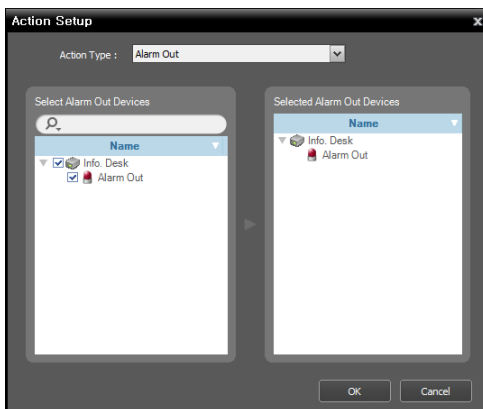 Action Setup
x
Action Type :
Alarm Out
Select Alarm Out Devices
Name
Info. Desk
Alarm Out
Selected Alarm Out Devices
Name
Info. Desk
Alarm Out
OK
Cancel